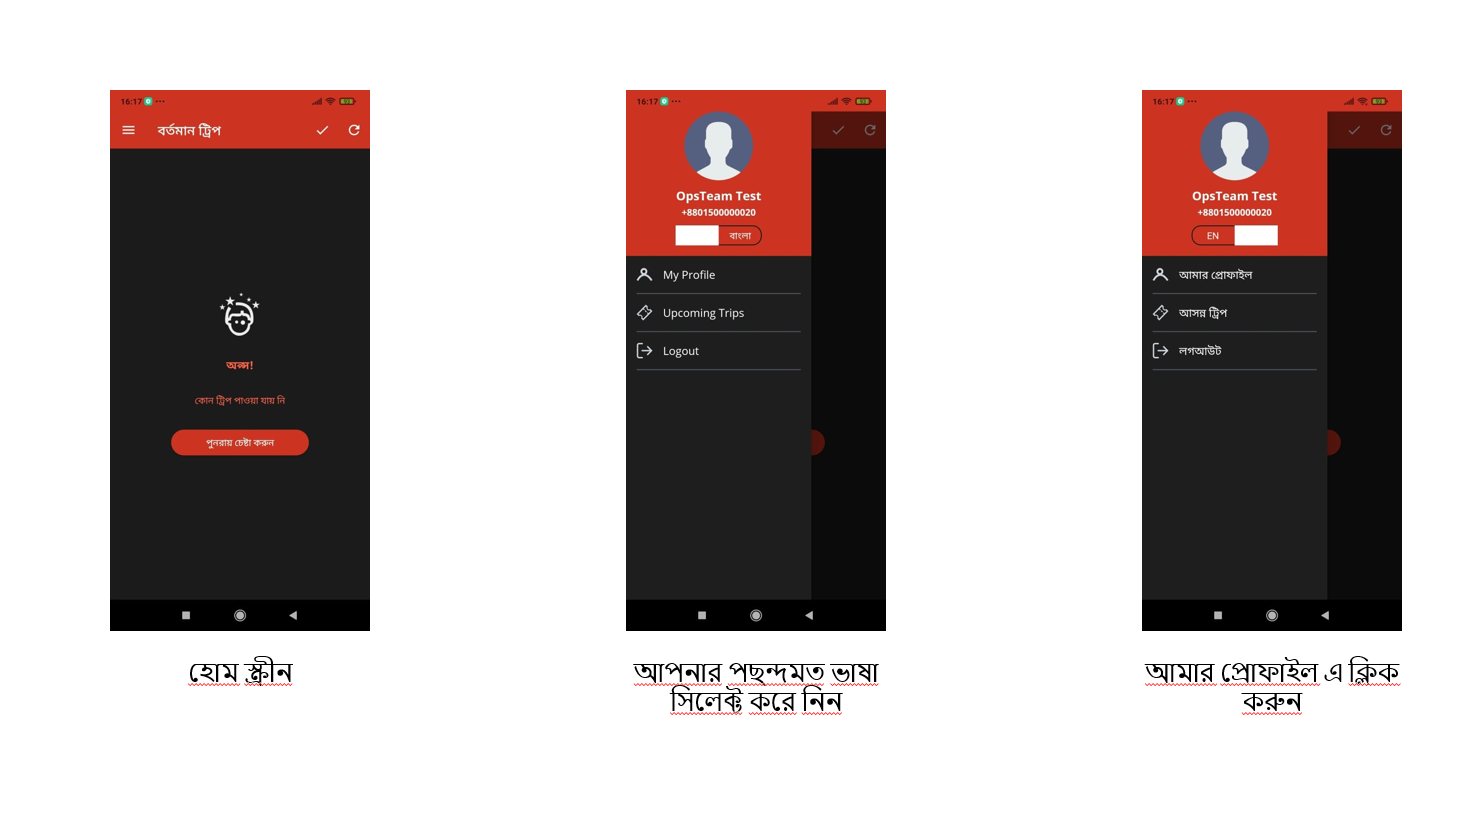 16:17
বর্তমান ট্রিপ
অপ্স!
কোন ট্রিপ পাওয়া যায় নি
পুনরায় চেষ্টা করুন
হোম স্ক্রীন
16:17
OpsTeam Test
+8801500000020
বাংলা
My Profile
Upcoming Trips
Logout
আপনার পছন্দমত ভাষা
সিলেক্ট করে নিন
16:17
OpsTeam Test
+8801500000020
EN
আমার প্রোফাইল
আসন্ন ট্রিপ
লগআউট
আমার প্রোফাইল এ ক্লিক
করুন